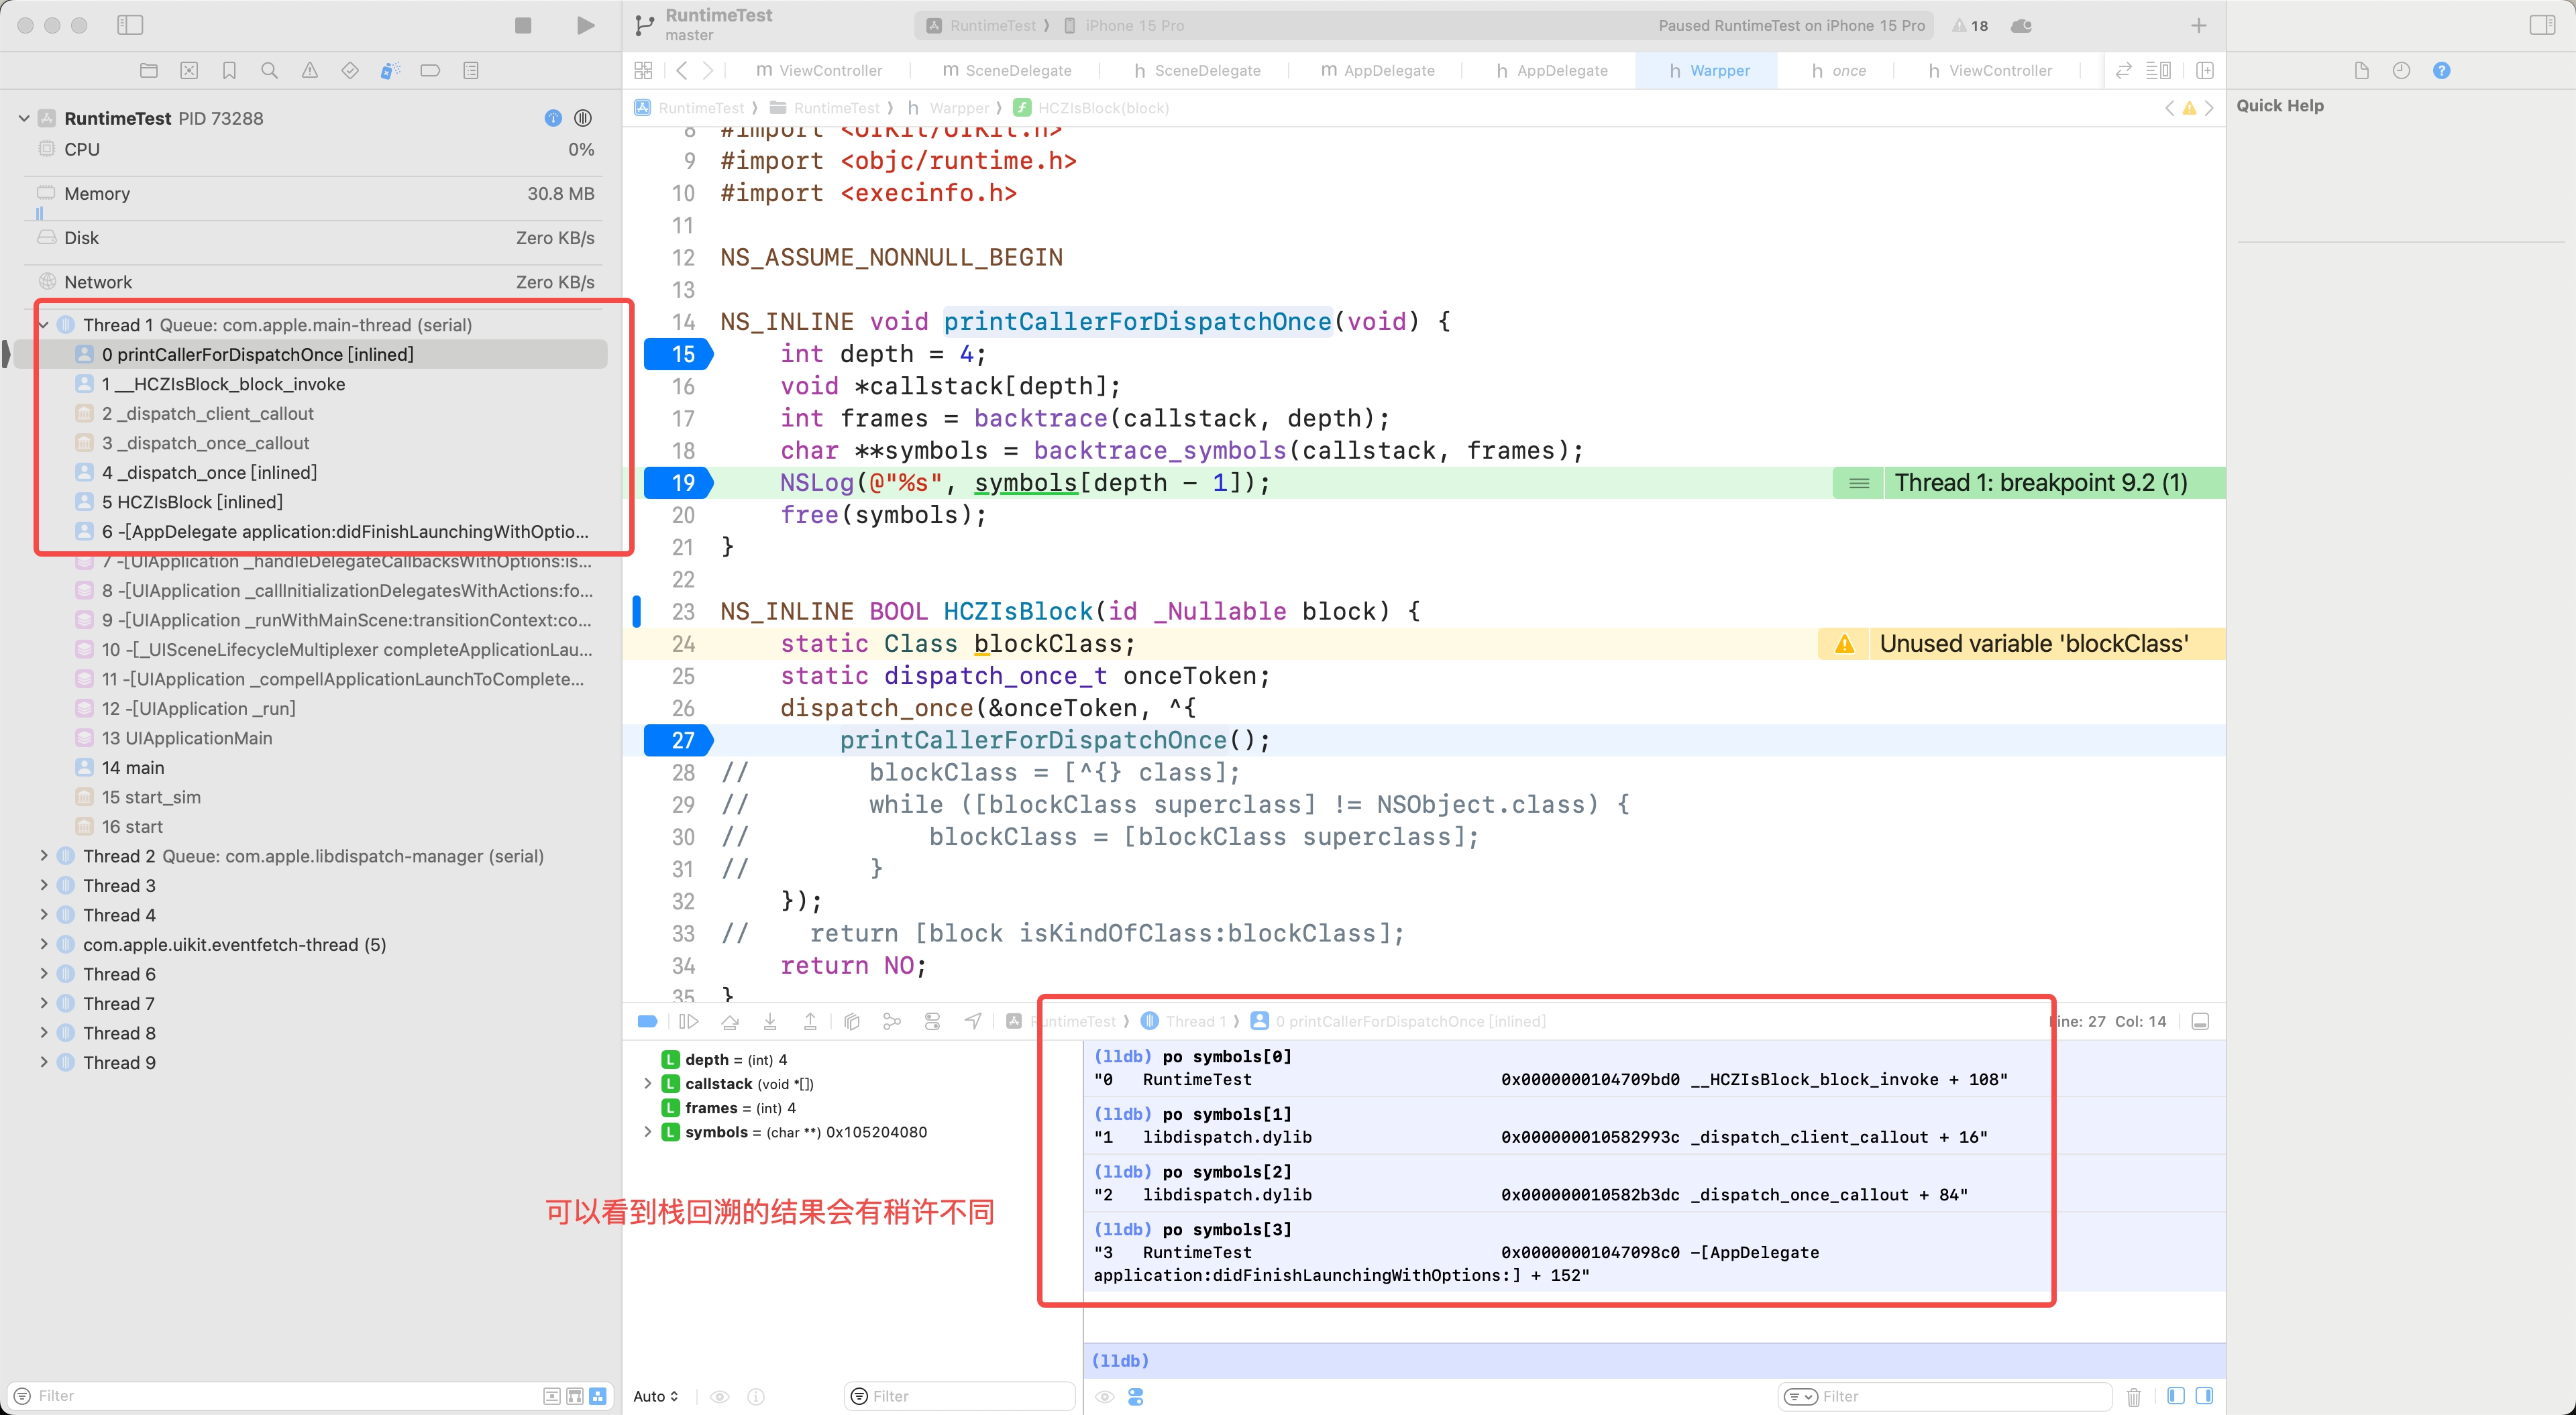 RuntimeTest
master
RuntimeTest 〉 iPhone 15 Pro
Paused RuntimeTest on iPhone 15 Pro
18
m ViewController
m SceneDelegate
h SceneDelegate
m AppDelegate
h AppDelegate
h Warpper
h once
h ViewController
RuntimeTest 〉 RuntimeTest 〉 h Warpper 〉 f HCZIsBlock(block)
Quick Help
RuntimeTest PID 73288
CPU 0%
Memory 30.8 MB
Disk Zero KB/s
Network Zero KB/s
Thread 1 Queue: com.apple.main-thread (serial)
0 printCallerForDispatchOnce [inlined]
1 __HCZIsBlock_block_invoke
2 _dispatch_client_callout
3 _dispatch_once_callout
4 _dispatch_once [inlined]
5 HCZIsBlock [inlined]
6 -[AppDelegate application:didFinishLaunchingWithOptio...
7 -[UIApplication _handleDelegateCallbacksWithOptions:is...
8 -[UIApplication _callInitializationDelegatesWithActions:fo...
9 -[UIApplication _runWithMainScene:transitionContext:co...
10 -[_UISceneLifecycleMultiplexer completeApplicationLau...
11 -[UIApplication _compellApplicationLaunchToComplete...
12 -[UIApplication _run]
13 UIApplicationMain
14 main
15 start_sim
16 start
Thread 2 Queue: com.apple.libdispatch-manager (serial)
Thread 3
Thread 4
com.apple.uikit.eventfetch-thread (5)
Thread 6
Thread 7
Thread 8
Thread 9
Filter
8 #import <UIKit/UIKit.h>
9 #import <objc/runtime.h>
10 #import <execinfo.h>
11
12 NS_ASSUME_NONNULL_BEGIN
13
14 NS_INLINE void printCallerForDispatchOnce(void) {
15 int depth = 4;
16 void *callstack[depth];
17 int frames = backtrace(callstack, depth);
18 char **symbols = backtrace_symbols(callstack, frames);
19 NSLog(@"%s", symbols[depth - 1]); Thread 1: breakpoint 9.2 (1)
20 free(symbols);
21 }
22
23 NS_INLINE BOOL HCZIsBlock(id _Nullable block) {
24 static Class blockClass; Unused variable 'blockClass'
25 static dispatch_once_t onceToken;
26 dispatch_once(&onceToken, ^{
27 printCallerForDispatchOnce();
28 // blockClass = [^{} class];
29 // while ([blockClass superclass] != NSObject.class) {
30 // blockClass = [blockClass superclass];
31 // }
32 });
33 // return [block isKindOfClass:blockClass];
34 return NO;
35 }
RuntimeTest 〉 Thread 1 〉 0 printCallerForDispatchOnce [inlined]
Line: 27 Col: 14
L depth = (int) 4
L callstack (void *[])
L frames = (int) 4
L symbols = (char **) 0x105204080
可以看到栈回溯的结果会有稍许不同
(lldb) po symbols[0]
"0 RuntimeTest 0x0000000104709bd0 __HCZIsBlock_block_invoke + 108"
(lldb) po symbols[1]
"1 libdispatch.dylib 0x000000010582993c _dispatch_client_callout + 16"
(lldb) po symbols[2]
"2 libdispatch.dylib 0x000000010582b3dc _dispatch_once_callout + 84"
(lldb) po symbols[3]
"3 RuntimeTest 0x00000001047098c0 -[AppDelegate
application:didFinishLaunchingWithOptions:] + 152"
(lldb)
Auto
Filter
Filter